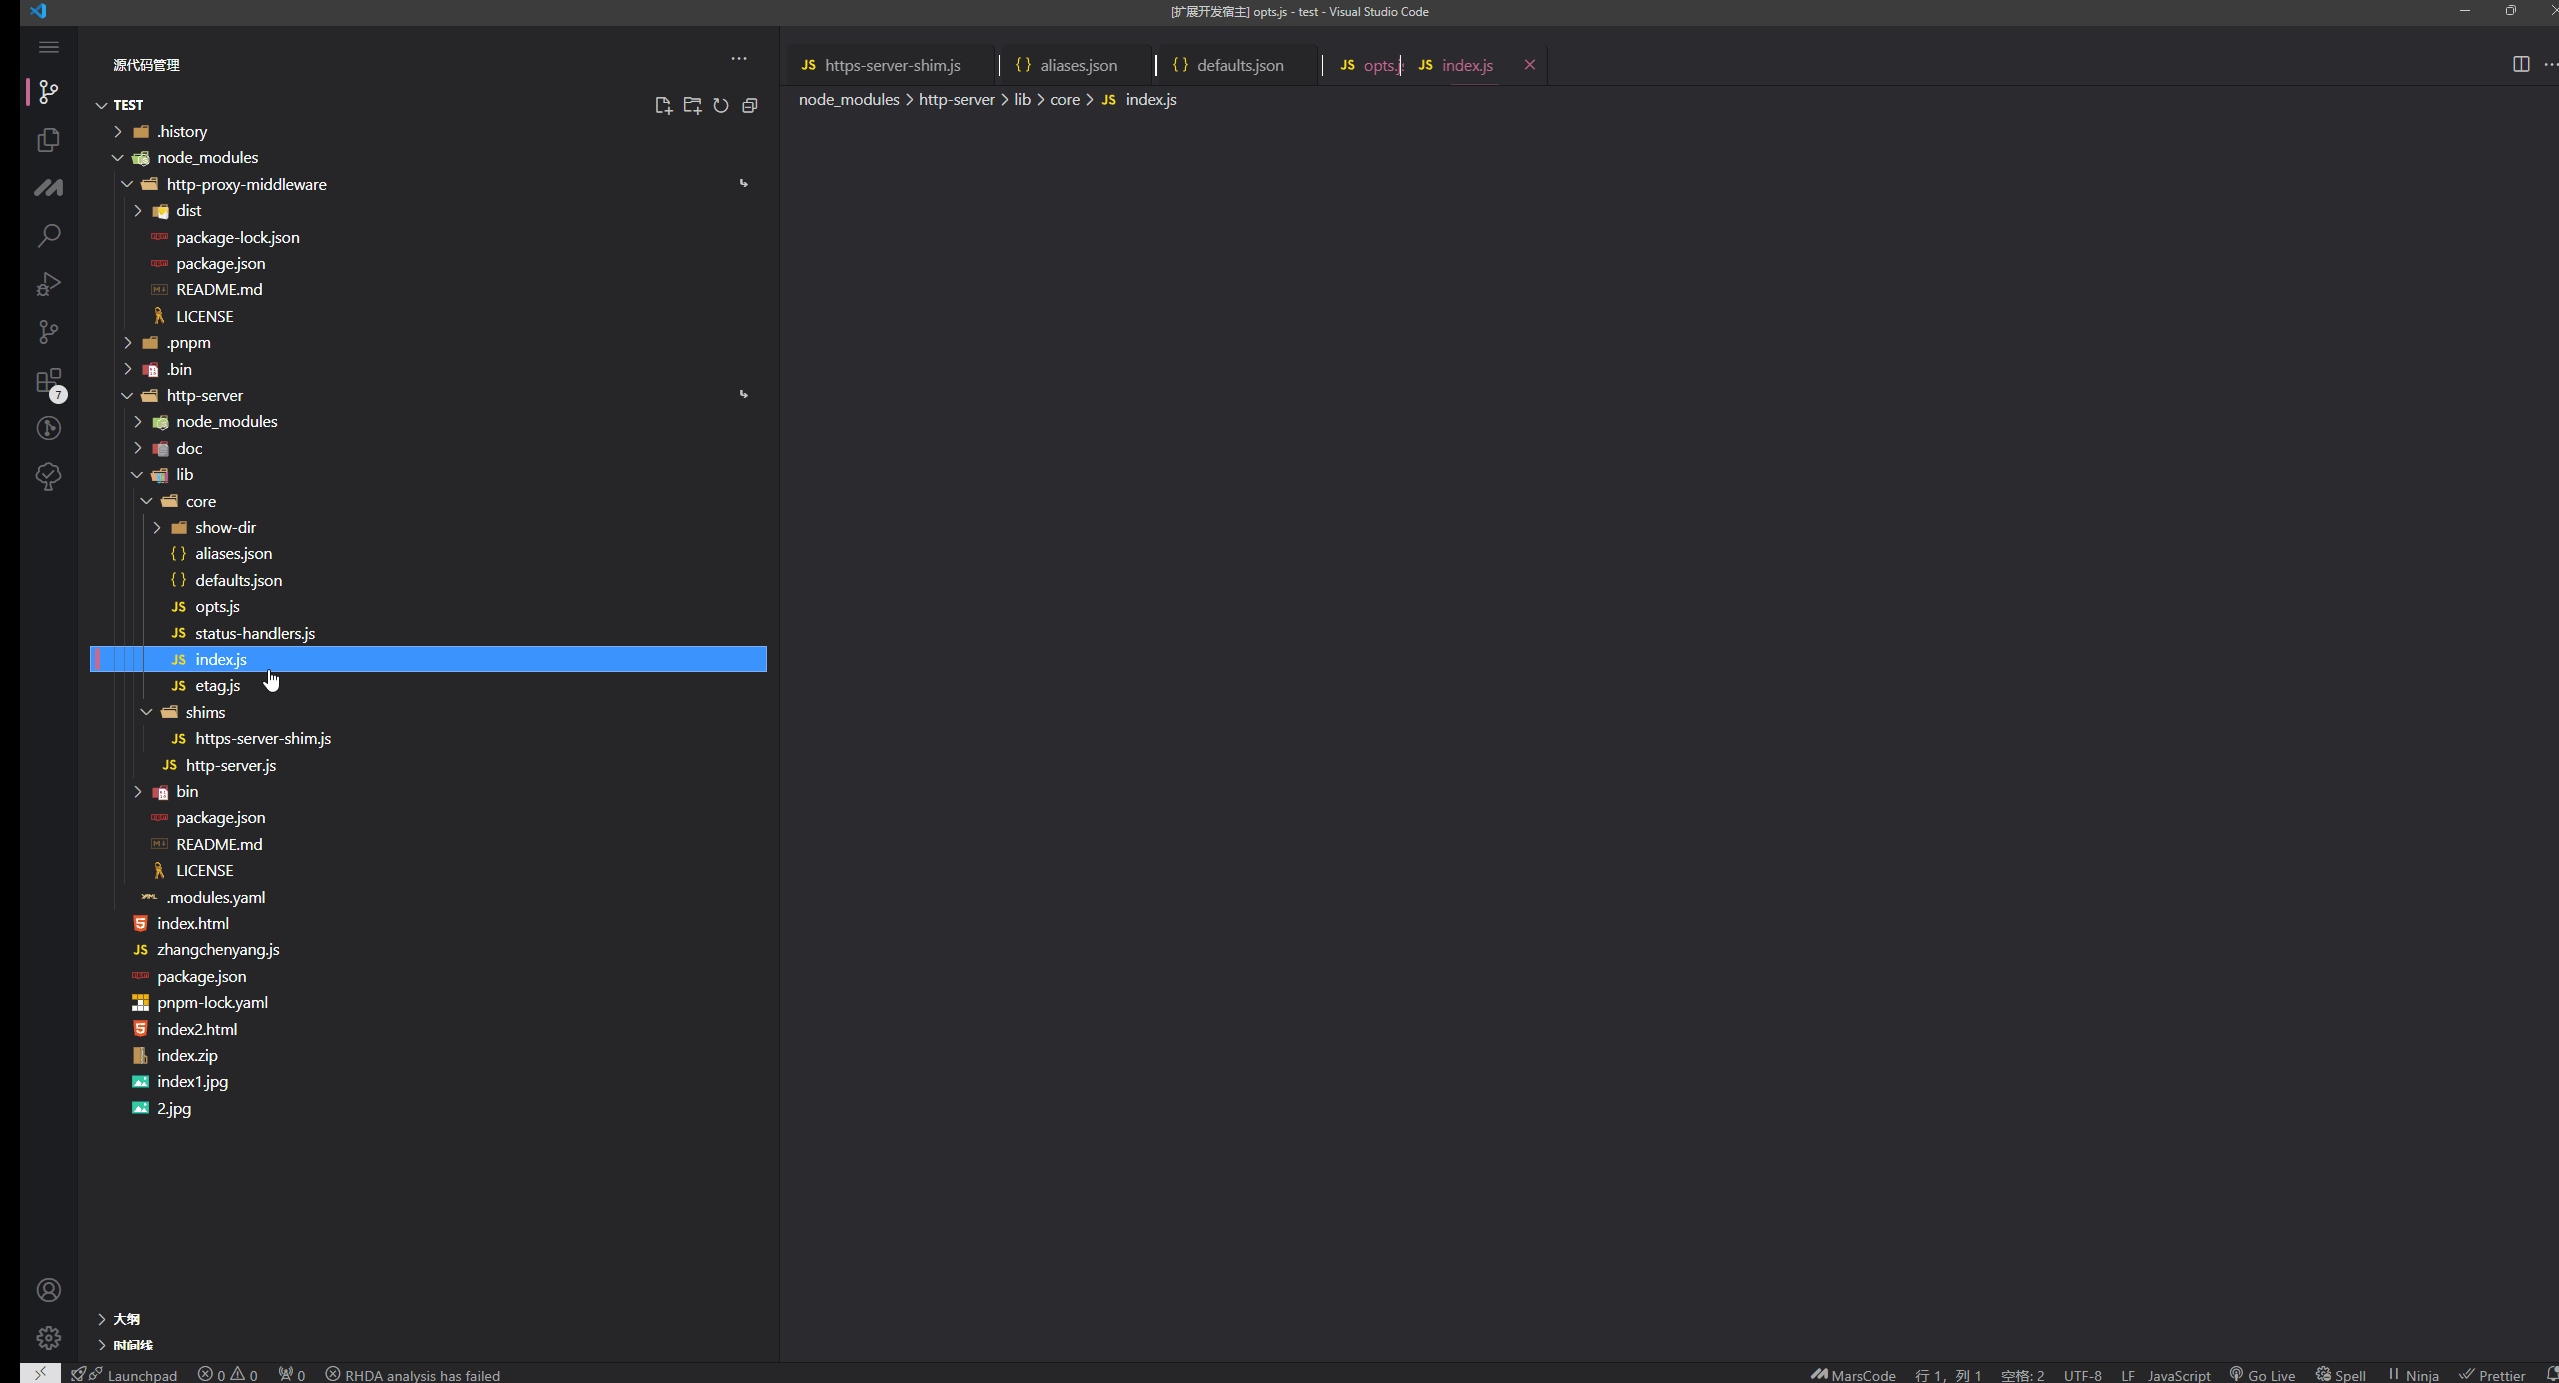 [扩展开发宿主] opts.js - test - Visual Studio Code
源代码管理
TEST
.history
node_modules
http-proxy-middleware
dist
package-lock.json
package.json
README.md
LICENSE
.pnpm
.bin
http-server
node_modules
doc
lib
core
show-dir
aliases.json
defaults.json
opts.js
status-handlers.js
index.js
etag.js
shims
https-server-shim.js
http-server.js
bin
package.json
README.md
LICENSE
.modules.yaml
index.html
zhangchenyang.js
package.json
pnpm-lock.yaml
index2.html
index.zip
index1.jpg
2.jpg
大纲
时间线
7
JS https-server-shim.js {} aliases.json {} defaults.json JS opts.j JS index.js
node_modules > http-server > lib > core > JS index.js
Launchpad 0 0 0 RHDA analysis has failed MarsCode 行 1, 列 1 空格: 2 UTF-8 LF JavaScript Go Live Spell Ninja Prettier